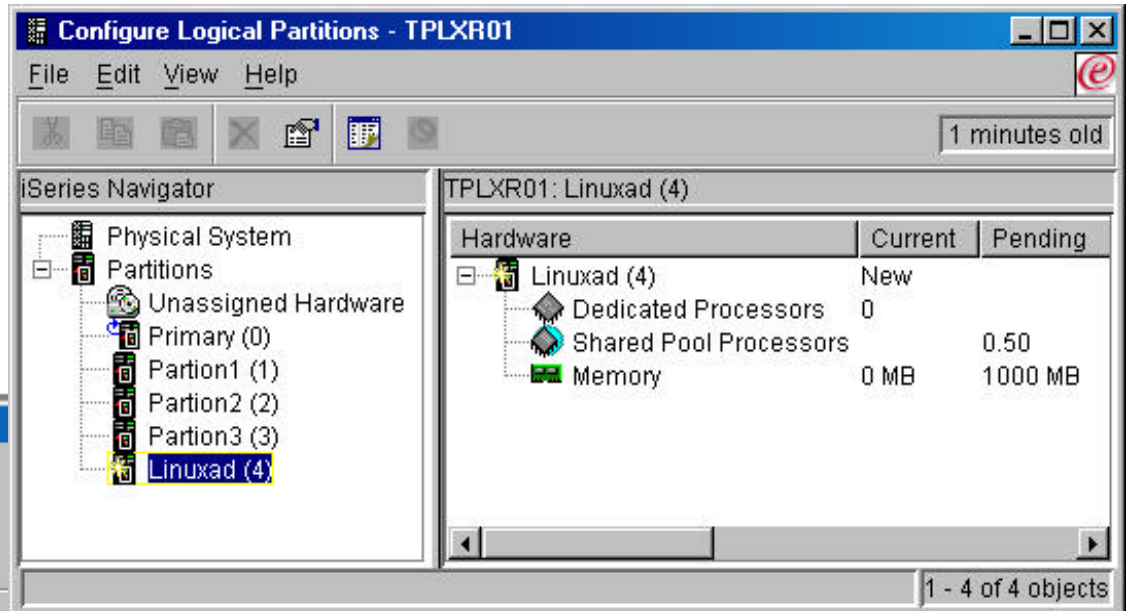 Configure Logical Partitions - TPLXR01
File Edit View Help
1 minutes old
iSeries Navigator
Physical System
Partitions
Unassigned Hardware
Primary (0)
Partion1 (1)
Partion2 (2)
Partion3 (3)
Linuxad (4)
TPLXR01: Linuxad (4)
Hardware Current Pending
Linuxad (4) New
Dedicated Processors 0
Shared Pool Processors 0.50
Memory 0 MB 1000 MB
1 - 4 of 4 objects